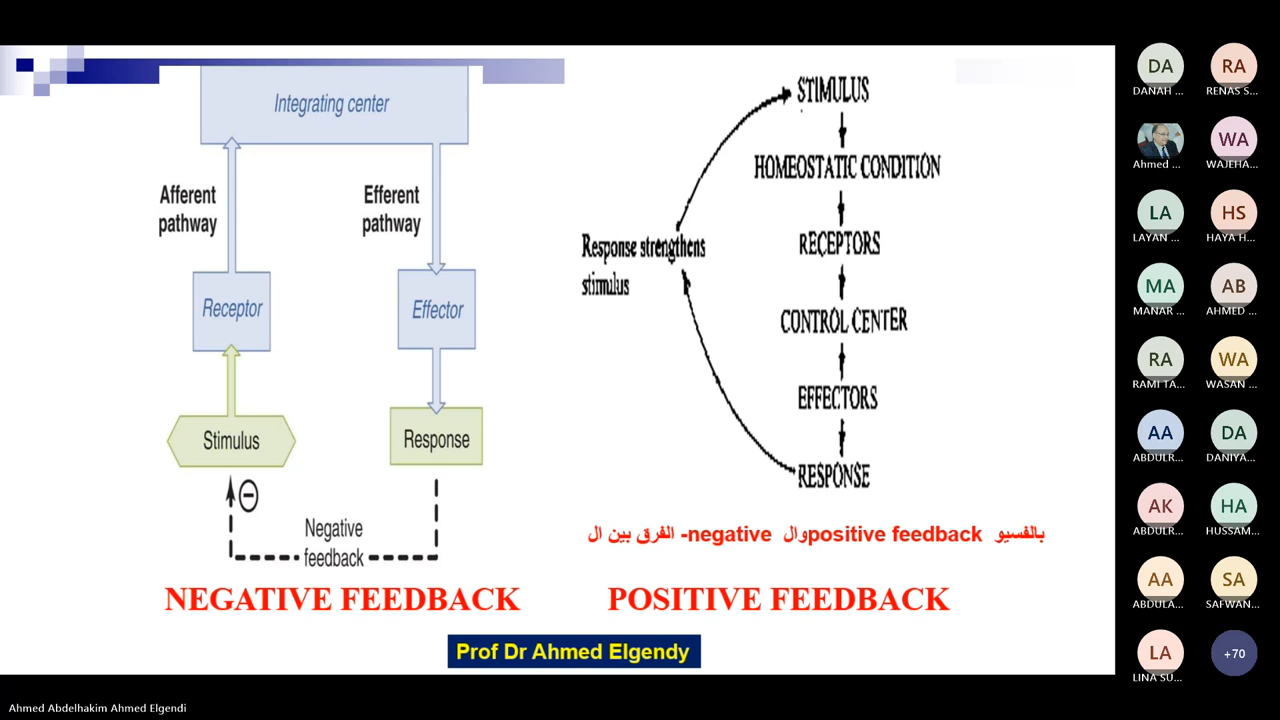 Integrating center
Afferent
pathway
Efferent
pathway
Receptor
Effector
Stimulus
Response
Negative
feedback
NEGATIVE FEEDBACK
STIMULUS
HOMEOSTATIC CONDITION
RECEPTORS
CONTROL CENTER
EFFECTORS
RESPONSE
Response strengthens
stimulus
بالفسيو positive feedbackوال negative- الفرق بين ال
POSITIVE FEEDBACK
Prof Dr Ahmed Elgendy
DA
DANAH ...
RA
RENAS S...
Ahmed ...
WA
WAJEHA...
LA
LAYAN ...
HS
HAYA H...
MA
MANAR ...
AB
AHMED ...
RA
RAMI TA...
WA
WASAN ...
AA
ABDULR...
DA
DANIYA...
AK
ABDULR...
HA
HUSSAM...
AA
ABDULA...
SA
SAFWAN...
LA
LINA SU...
+70
Ahmed Abdelhakim Ahmed Elgendi